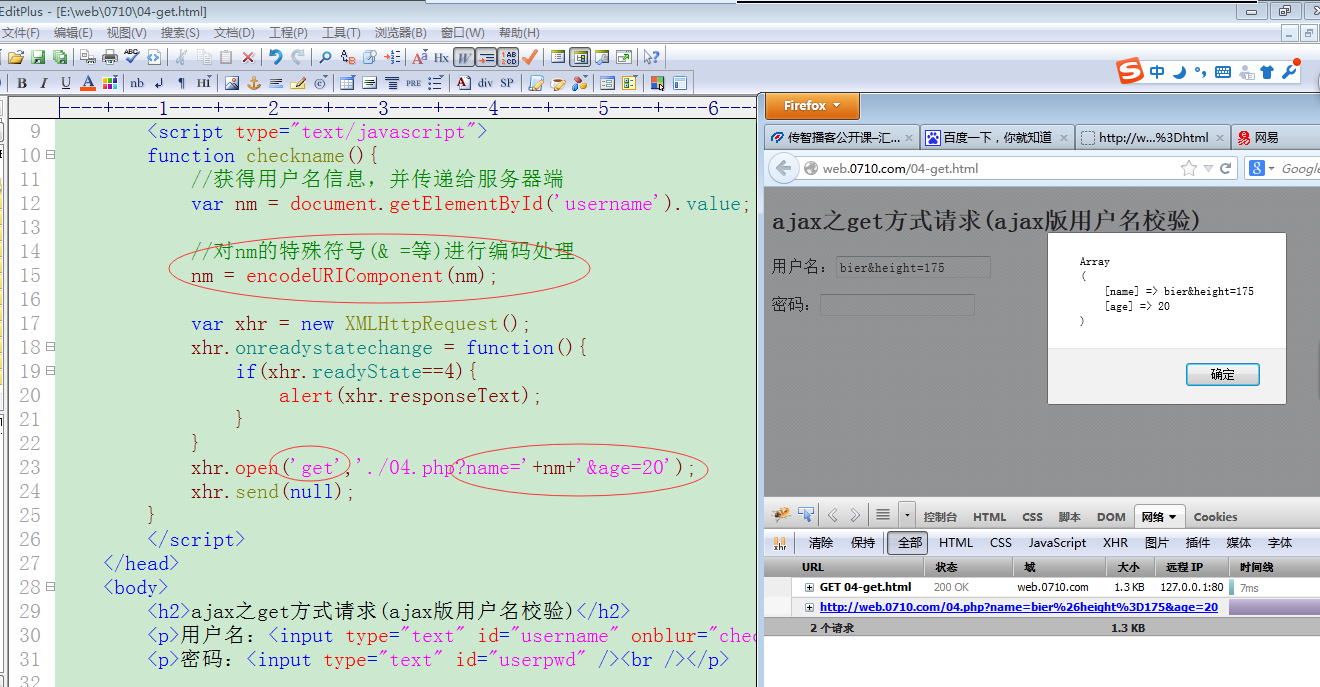 EditPlus - [E:\web\0710\04-get.html]
文件(F) 编辑(E) 视图(V) 搜索(S) 文档(D) 工程(P) 工具(T) 浏览器(B) 窗口(W) 帮助(H)
B I U A nb ¶ HI A div SP
中
----+----1----+----2----+----3----+----4----+----5----+----6----
9 <script type="text/javascript">
10 function checkname(){
11 //获得用户名信息，并传递给服务器端
12 var nm = document.getElementById('username').value;
13
14 //对nm的特殊符号(& =等)进行编码处理
15 nm = encodeURIComponent(nm);
16
17 var xhr = new XMLHttpRequest();
18 xhr.onreadystatechange = function(){
19 if(xhr.readyState==4){
20 alert(xhr.responseText);
21 }
22 }
23 xhr.open('get','./04.php?name='+nm+'&age=20');
24 xhr.send(null);
25 }
26 </script>
27 </head>
28 <body>
29 <h2>ajax之get方式请求(ajax版用户名校验)</h2>
30 <p>用户名：<input type="text" id="username" onblur="chec
31 <p>密码：<input type="text" id="userpwd" /><br /></p>
32
Firefox
传智播客公开课–汇... 百度一下，你就知道 http://w...%3Dhtml 网易
web.0710.com/04-get.html Google
ajax之get方式请求(ajax版用户名校验)
用户名： bier&height=175
密码：
Array
(
[name] => bier&height=175
[age] => 20
)
确定
控制台 HTML CSS 脚本 DOM 网络 Cookies
清除 保持 全部 HTML CSS JavaScript XHR 图片 插件 媒体 字体
URL 状态 域 大小 远程 IP 时间线
GET 04-get.html 200 OK web.0710.com 1.3 KB 127.0.0.1:80 7ms
http://web.0710.com/04.php?name=bier%26height%3D175&age=20
2 个请求 1.3 KB